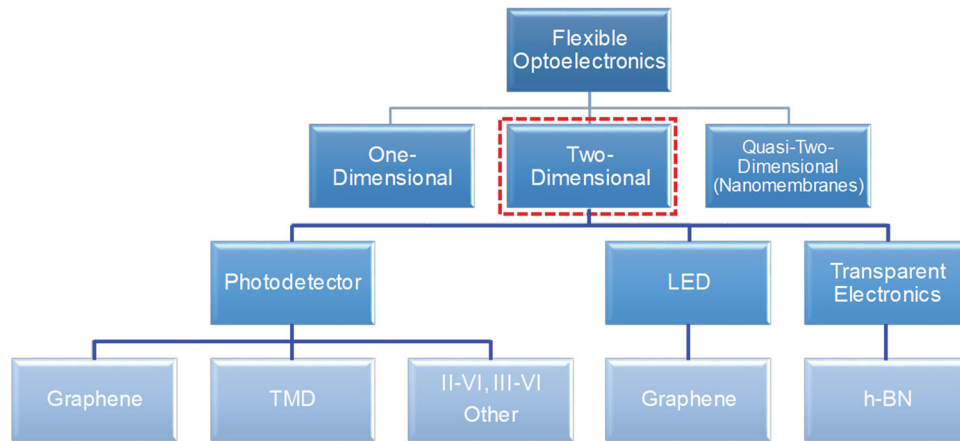 Flexible
Optoelectronics
One-
Dimensional
Two-
Dimensional
Quasi-Two-
Dimensional
(Nanomembranes)
Photodetector
LED
Transparent
Electronics
Graphene
TMD
II-VI, III-VI
Other
Graphene
h-BN